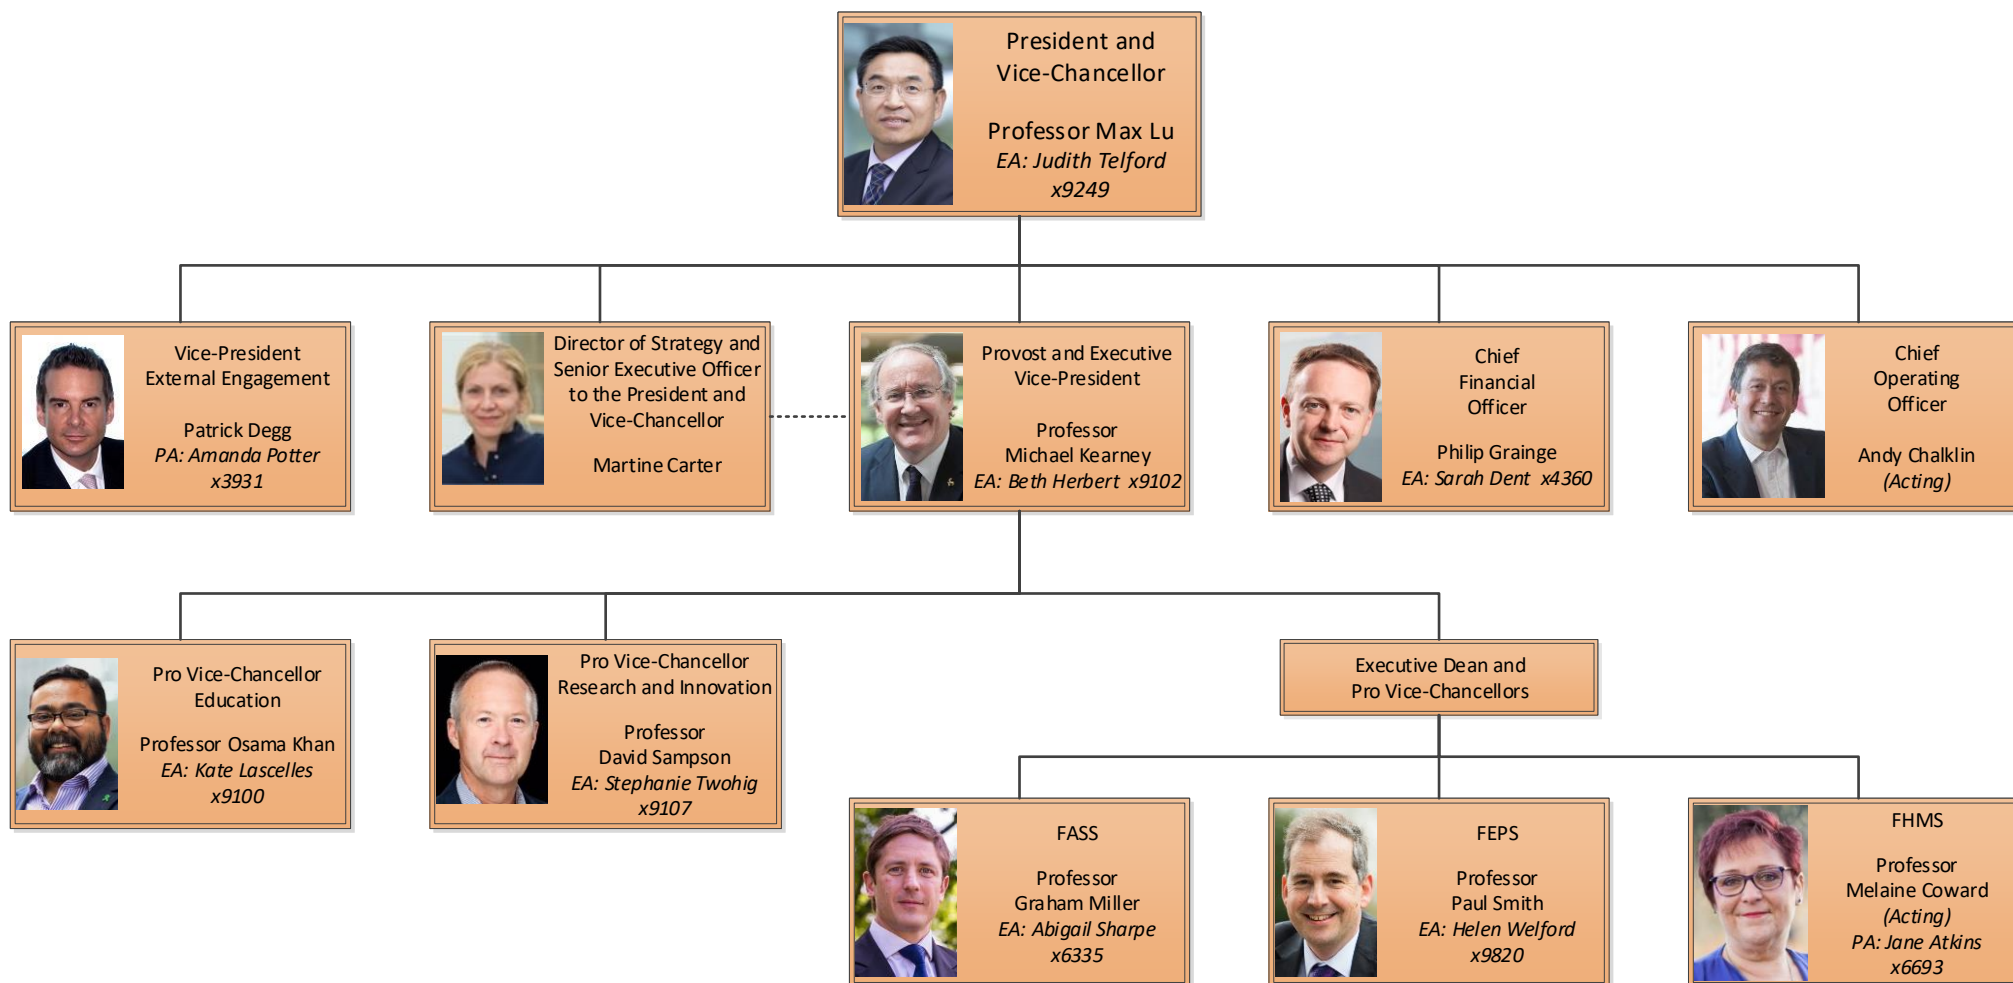 President and
Vice-Chancellor
Professor Max Lu
EA: Judith Telford
x9249
Vice-President
External Engagement
Patrick Degg
PA: Amanda Potter
x3931
Director of Strategy and
Senior Executive Officer
to the President and
Vice-Chancellor
Martine Carter
Provost and Executive
Vice-President
Professor
Michael Kearney
EA: Beth Herbert x9102
Chief
Financial
Officer
Philip Grainge
EA: Sarah Dent x4360
Chief
Operating
Officer
Andy Chalklin
(Acting)
Pro Vice-Chancellor
Education
Professor Osama Khan
EA: Kate Lascelles
x9100
Pro Vice-Chancellor
Research and Innovation
Professor
David Sampson
EA: Stephanie Twohig
x9107
Executive Dean and
Pro Vice-Chancellors
FASS
Professor
Graham Miller
EA: Abigail Sharpe
x6335
FEPS
Professor
Paul Smith
EA: Helen Welford
x9820
FHMS
Professor
Melaine Coward
(Acting)
PA: Jane Atkins
x6693